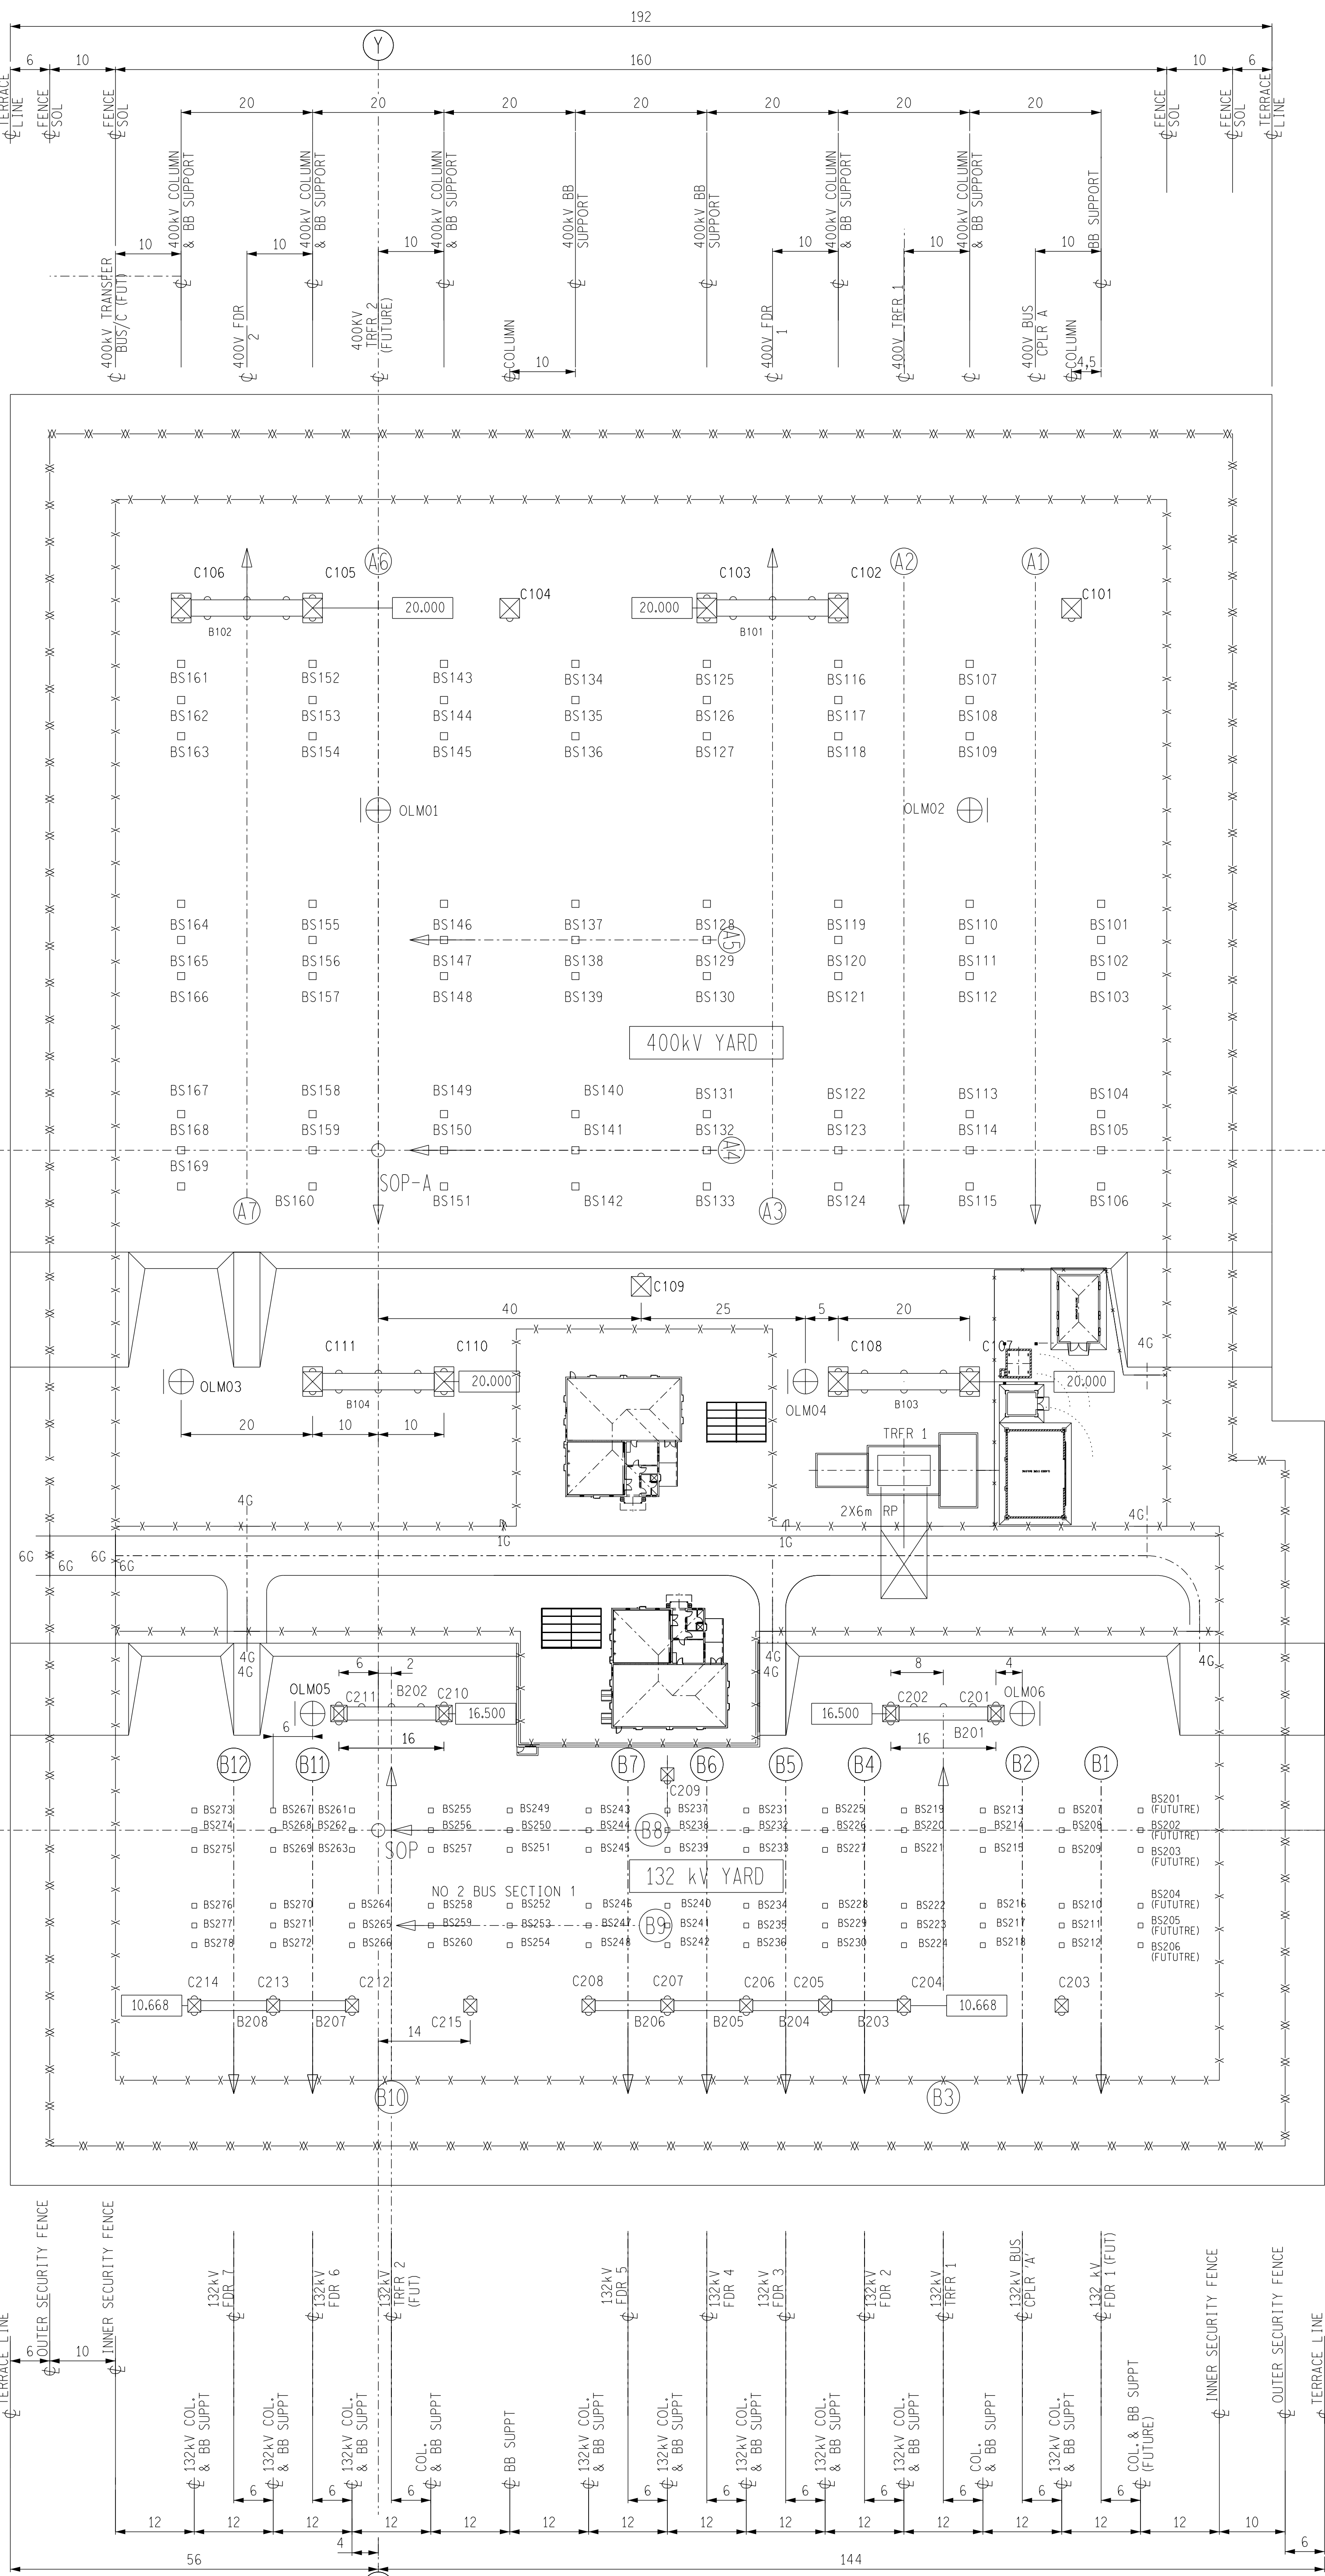 192
Y
6
10
160
10
6
℄ TERRACE LINE
℄ FENCE SOL
℄ FENCE SOL
℄ FENCE SOL
℄ FENCE SOL
℄ TERRACE LINE
20
20
20
20
20
20
20
400kV COLUMN & BB SUPPORT
400kV COLUMN & BB SUPPORT
400kV COLUMN & BB SUPPORT
400kV BB SUPPORT
400kV BB SUPPORT
400kV COLUMN & BB SUPPORT
400kV COLUMN & BB SUPPORT
BB SUPPORT
10
10
10
10
10
10
℄ 400kV TRANSFER BUS/C (FUT)
℄ 400V FDR 2
℄ 400KV TRFR 2 (FUTURE)
℄ COLUMN
10
℄ 400V FDR 1
℄ 400V TRFR 1
℄ 400V BUS CPLR A
℄ COLUMN
4,5
A6
A2
A1
C106
C105
C104
C103
C102
C101
20.000
20.000
B102
B101
BS161
BS152
BS143
BS134
BS125
BS116
BS107
BS162
BS153
BS144
BS135
BS126
BS117
BS108
BS163
BS154
BS145
BS136
BS127
BS118
BS109
OLM01
OLM02
BS164
BS155
BS146
BS137
BS128
BS119
BS110
BS101
A5
BS165
BS156
BS147
BS138
BS129
BS120
BS111
BS102
BS166
BS157
BS148
BS139
BS130
BS121
BS112
BS103
400kV YARD
BS167
BS158
BS149
BS140
BS131
BS122
BS113
BS104
BS168
BS159
BS150
BS141
BS132
BS123
BS114
BS105
A4
BS169
SOP-A
BS160
BS151
BS142
BS133
BS124
BS115
BS106
A7
A3
C109
40
25
5
20
4G
C111
C110
C108
C107
OLM03
20.000
OLM04
20.000
B104
B103
20
10
10
TRFR 1
4G
2X6m RP
4G
1G
1G
6G
6G
6G
6G
4G
4G
4G
4G
4G
6
2
8
4
OLM05
C211
B202
C210
16.500
16.500
C202
C201
OLM06
B201
6
16
16
B12
B11
B7
B6
B5
B4
B2
B1
C209
BS273
BS267
BS261
BS255
BS249
BS243
BS237
BS231
BS225
BS219
BS213
BS207
BS201 (FUTUTRE)
BS274
BS268
BS262
BS256
BS250
BS244
B8
BS238
BS232
BS226
BS220
BS214
BS208
BS202 (FUTUTRE)
BS275
BS269
BS263
SOP
BS257
BS251
BS245
BS239
BS233
BS227
BS221
BS215
BS209
BS203 (FUTUTRE)
132 kV YARD
NO 2 BUS SECTION 1
BS276
BS270
BS264
BS258
BS252
BS246
BS240
BS234
BS228
BS222
BS216
BS210
BS204 (FUTUTRE)
BS277
BS271
BS265
BS259
BS253
BS247
B9
BS241
BS235
BS229
BS223
BS217
BS211
BS205 (FUTUTRE)
BS278
BS272
BS266
BS260
BS254
BS248
BS242
BS236
BS230
BS224
BS218
BS212
BS206 (FUTUTRE)
C214
C213
C212
C208
C207
C206
C205
C204
C203
10.668
10.668
B208
B207
C215
B206
B205
B204
B203
14
B10
B3
℄ TERRACE LINE
6
℄ OUTER SECURITY FENCE
10
℄ INNER SECURITY FENCE
132kV FDR 7
℄ 132kV FDR 6
℄ 132kV TRFR 2 (FUT)
132kV FDR 5
℄ 132kV FDR 4
132kV FDR 3
℄ 132kV FDR 2
℄ 132kV TRFR 1
℄ 132kV BUS CPLR 'A'
℄ 132 kV FDR 1 (FUT)
℄ INNER SECURITY FENCE
℄ OUTER SECURITY FENCE
℄ TERRACE LINE
℄ 132kV COL. & BB SUPPT
℄ 132kV COL. & BB SUPPT
℄ 132kV COL. & BB SUPPT
℄ COL. & BB SUPPT
℄ BB SUPPT
℄ 132kV COL. & BB SUPPT
℄ 132kV COL. & BB SUPPT
℄ 132kV COL. & BB SUPPT
℄ 132kV COL. & BB SUPPT
℄ 132kV COL. & BB SUPPT
℄ COL. & BB SUPPT
℄ 132kV COL. & BB SUPPT
℄ COL. & BB SUPPT (FUTURE)
6
6
6
6
6
6
6
6
6
6
12
12
12
12
12
12
12
12
12
12
12
12
12
12
10
6
4
56
144